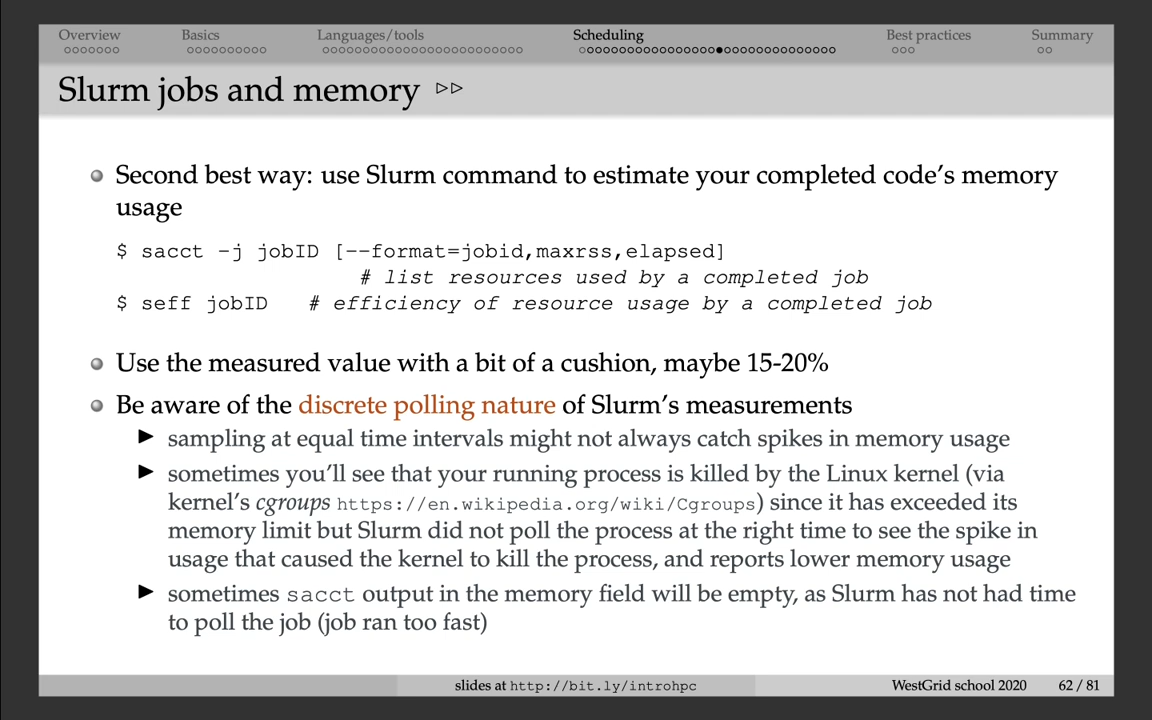 Overview Basics Languages/tools Scheduling Best practices Summary
Slurm jobs and memory ▷▷
Second best way: use Slurm command to estimate your completed code's memory
usage
$ sacct -j jobID [--format=jobid,maxrss,elapsed]
# list resources used by a completed job
$ seff jobID # efficiency of resource usage by a completed job
Use the measured value with a bit of a cushion, maybe 15-20%
Be aware of the discrete polling nature of Slurm's measurements
sampling at equal time intervals might not always catch spikes in memory usage
sometimes you'll see that your running process is killed by the Linux kernel (via
kernel's cgroups https://en.wikipedia.org/wiki/Cgroups) since it has exceeded its
memory limit but Slurm did not poll the process at the right time to see the spike in
usage that caused the kernel to kill the process, and reports lower memory usage
sometimes sacct output in the memory field will be empty, as Slurm has not had time
to poll the job (job ran too fast)
slides at http://bit.ly/introhpc WestGrid school 2020 62 / 81